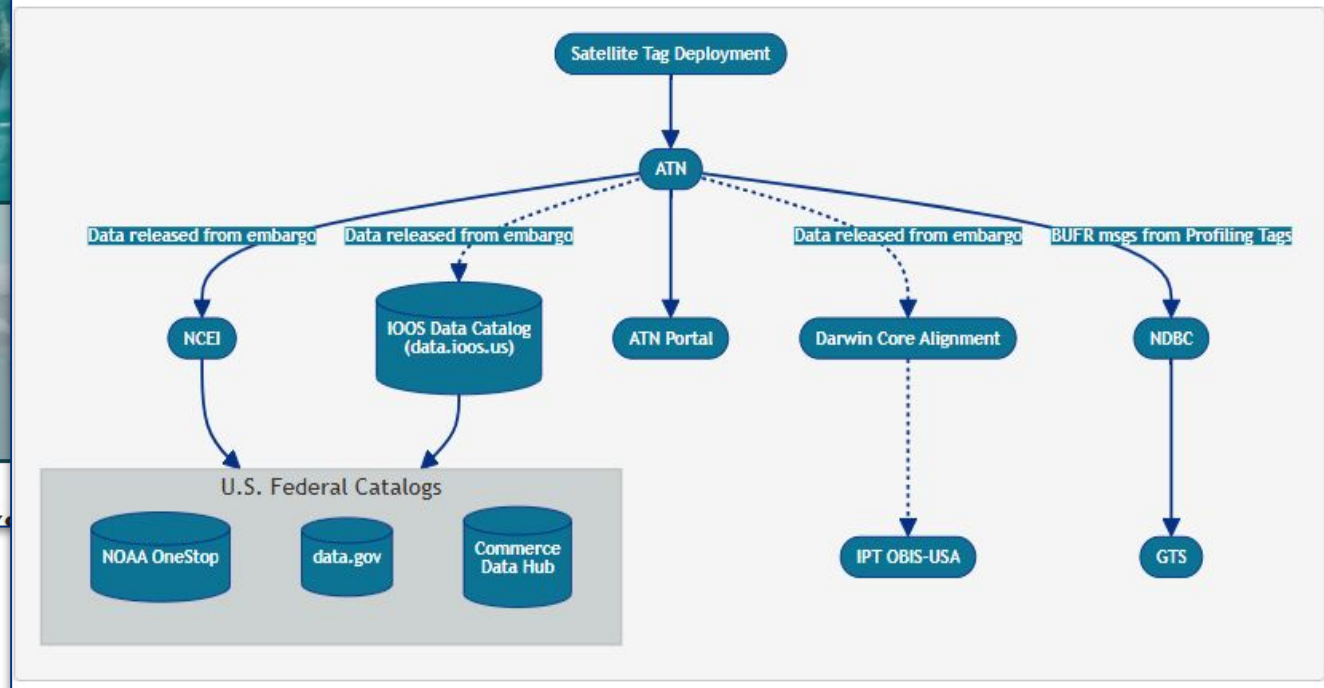 Satellite Tag Deployment
ATN
Data released from embargo
Data released from embargo
Data released from embargo
BUFR msgs from Profiling Tags
NCEI
IOOS Data Catalog
(data.ioos.us)
ATN Portal
Darwin Core Alignment
NDBC
U.S. Federal Catalogs
NOAA OneStop
data.gov
Commerce
Data Hub
IPT OBIS-USA
GTS